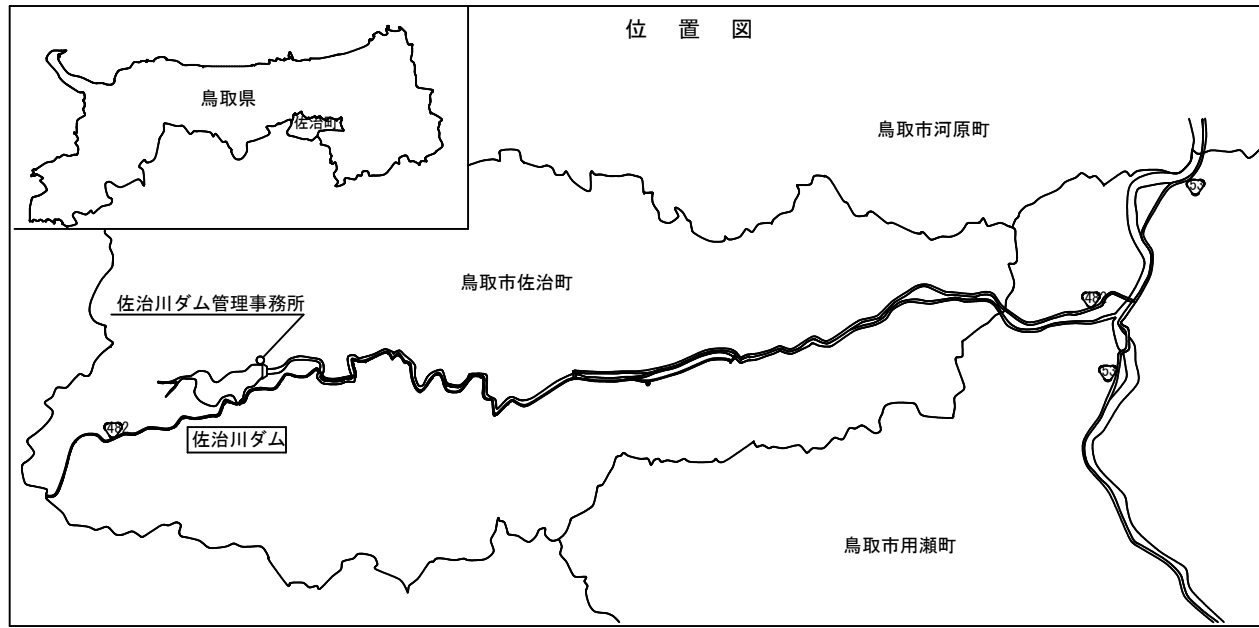 位置図
鳥取県
佐治町
鳥取市河原町
53
鳥取市佐治町
佐治川ダム管理事務所
482
53
482
佐治川ダム
鳥取市用瀬町